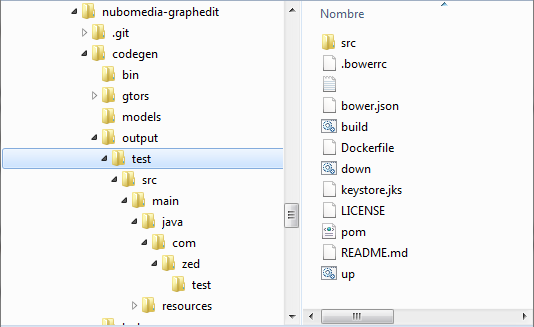 nubomedia-graphedit
.git
codegen
bin
gtors
models
output
test
src
main
java
com
zed
test
resources
Nombre
src
.bowerrc
bower.json
build
Dockerfile
down
keystore.jks
LICENSE
pom
README.md
up